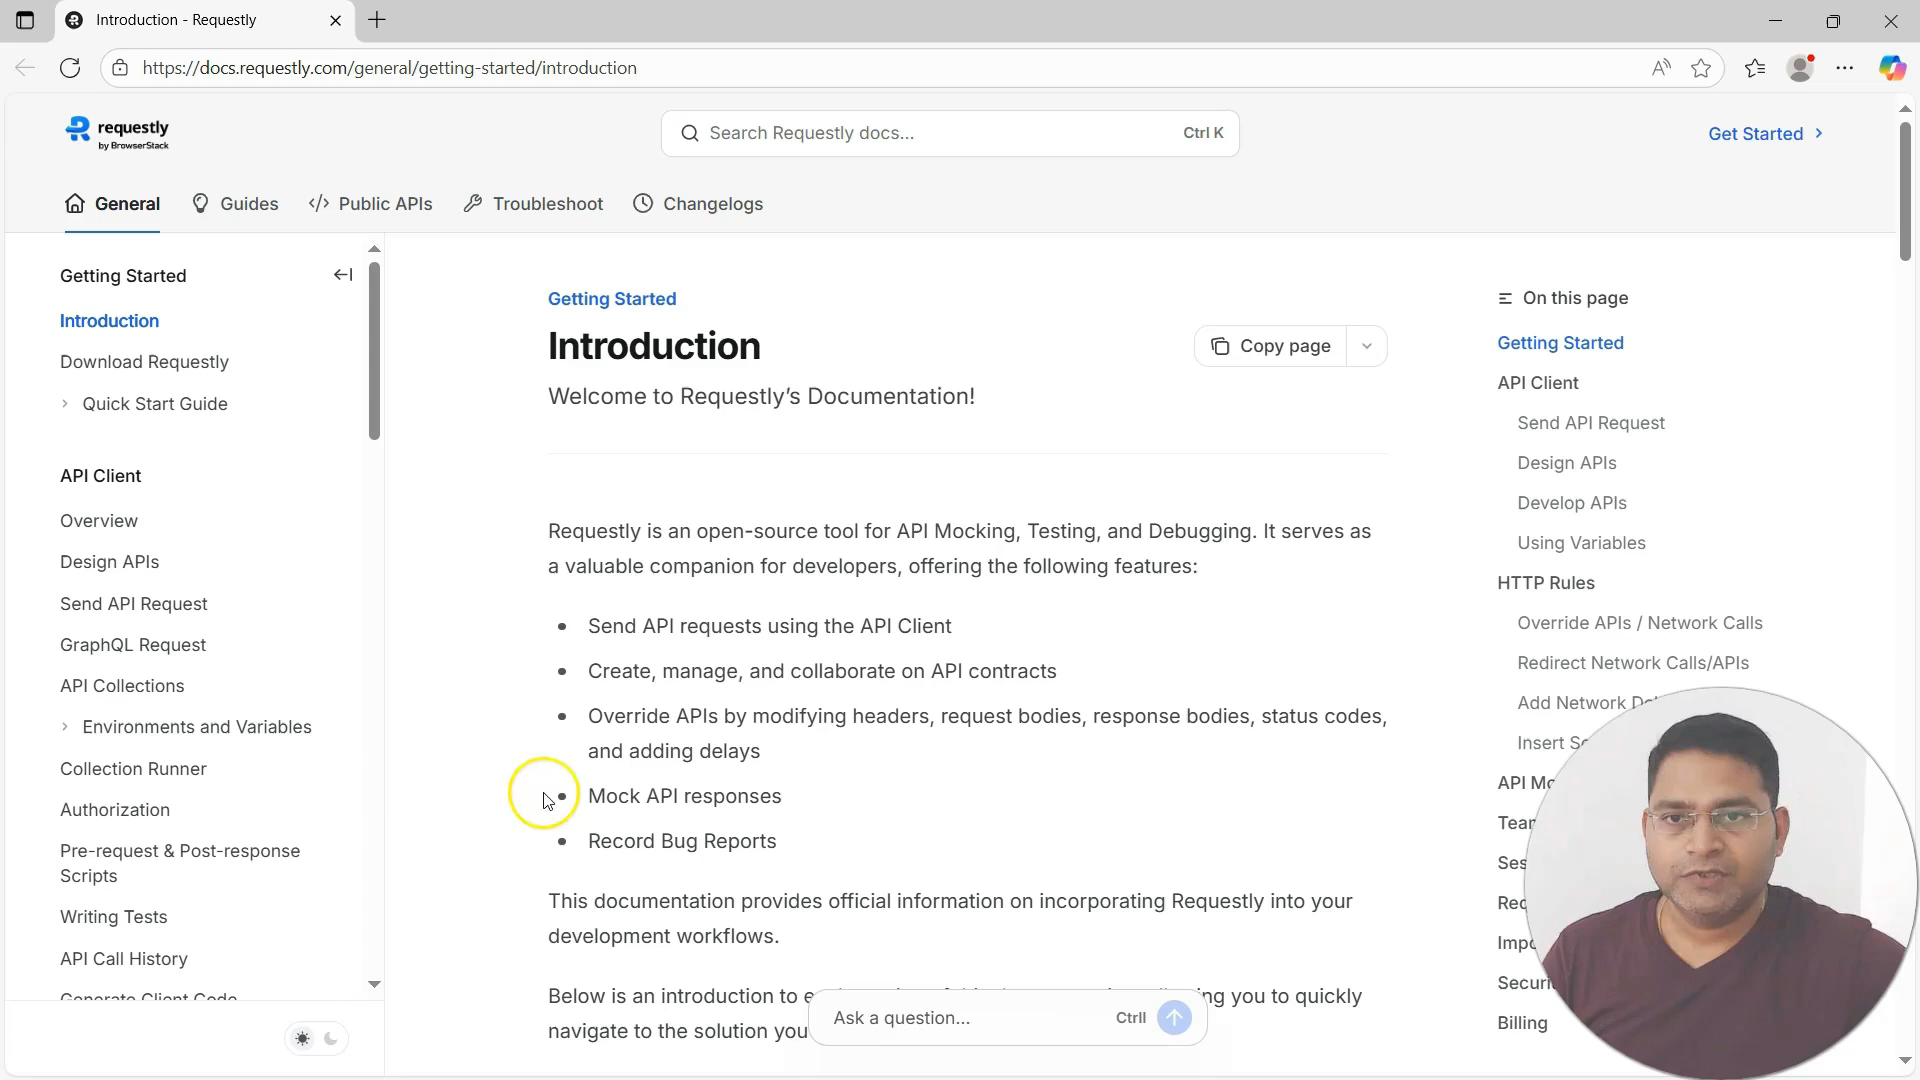 Introduction - Requestly
https://docs.requestly.com/general/getting-started/introduction
requestly
by BrowserStack
Search Requestly docs...
Ctrl K
Get Started
General
Guides
Public APIs
Troubleshoot
Changelogs
Getting Started
Introduction
Download Requestly
Quick Start Guide
API Client
Overview
Design APIs
Send API Request
GraphQL Request
API Collections
Environments and Variables
Collection Runner
Authorization
Pre-request & Post-response
Scripts
Writing Tests
API Call History
Generate Client Code
Getting Started
Introduction
Copy page
Welcome to Requestly's Documentation!
Requestly is an open-source tool for API Mocking, Testing, and Debugging. It serves as
a valuable companion for developers, offering the following features:
Send API requests using the API Client
Create, manage, and collaborate on API contracts
Override APIs by modifying headers, request bodies, response bodies, status codes,
and adding delays
Mock API responses
Record Bug Reports
This documentation provides official information on incorporating Requestly into your
development workflows.
Below is an introduction to
you to quickly
navigate to the solution you
Ask a question...
CtrlI
On this page
Getting Started
API Client
Send API Request
Design APIs
Develop APIs
Using Variables
HTTP Rules
Override APIs / Network Calls
Redirect Network Calls/APIs
Add Network
Insert
API
Billing